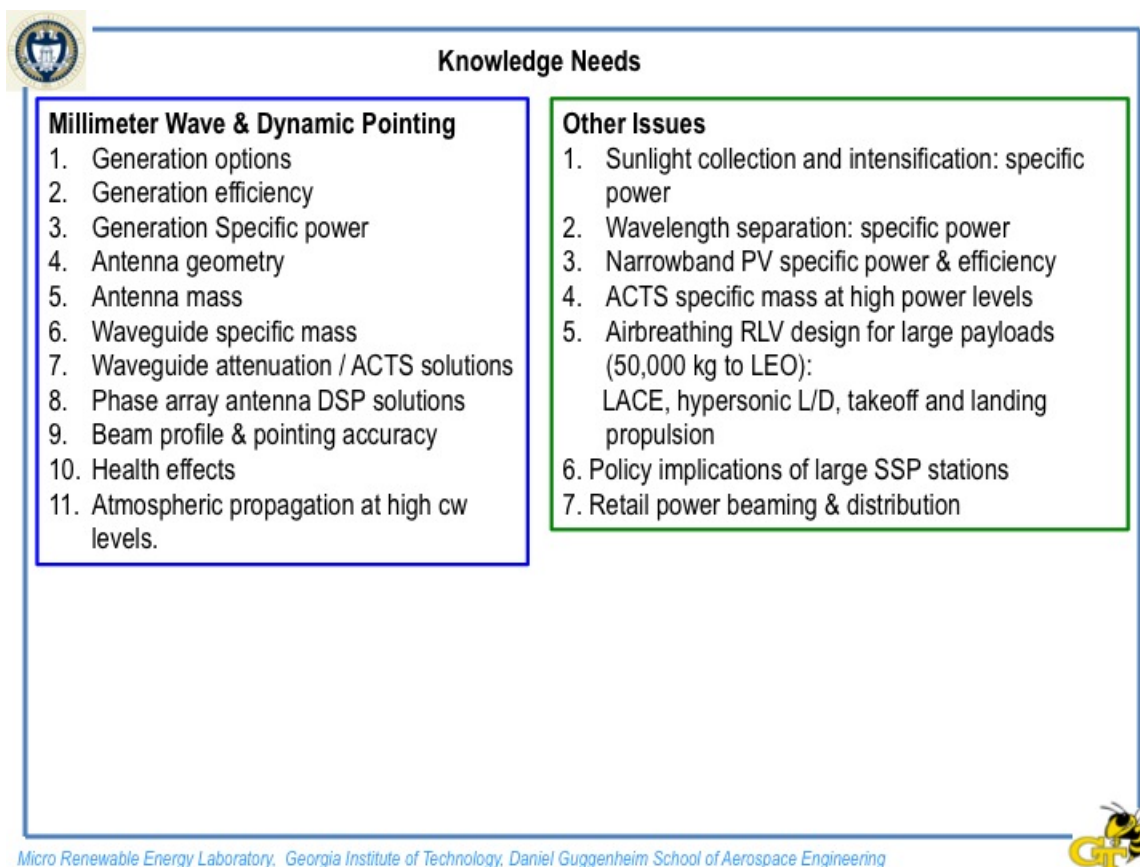 Knowledge Needs
Millimeter Wave & Dynamic Pointing
1. Generation options
2. Generation efficiency
3. Generation Specific power
4. Antenna geometry
5. Antenna mass
6. Waveguide specific mass
7. Waveguide attenuation / ACTS solutions
8. Phase array antenna DSP solutions
9. Beam profile & pointing accuracy
10. Health effects
11. Atmospheric propagation at high cw
levels.
Other Issues
1. Sunlight collection and intensification: specific
power
2. Wavelength separation: specific power
3. Narrowband PV specific power & efficiency
4. ACTS specific mass at high power levels
5. Airbreathing RLV design for large payloads
(50,000 kg to LEO):
LACE, hypersonic L/D, takeoff and landing
propulsion
6. Policy implications of large SSP stations
7. Retail power beaming & distribution
Micro Renewable Energy Laboratory, Georgia Institute of Technology, Daniel Guggenheim School of Aerospace Engineering
GT